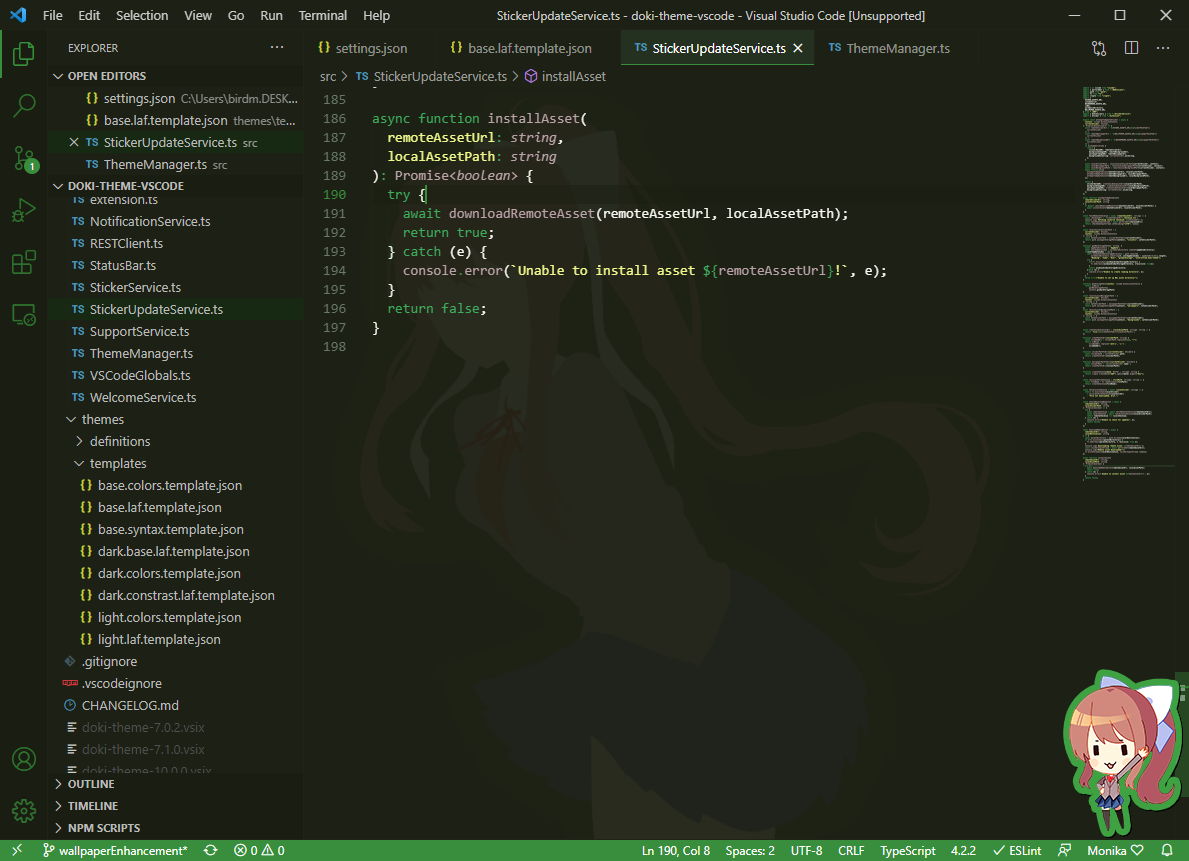 File Edit Selection View Go Run Terminal Help StickerUpdateService.ts - doki-theme-vscode - Visual Studio Code [Unsupported]
EXPLORER ···
{} settings.json {} base.laf.template.json TS StickerUpdateService.ts TS ThemeManager.ts ···
src > TS StickerUpdateService.ts > installAsset
OPEN EDITORS
{} settings.json C:\Users\birdm.DESK...
{} base.laf.template.json themes\te...
TS StickerUpdateService.ts src
TS ThemeManager.ts src
DOKI-THEME-VSCODE
TS extension.ts
TS NotificationService.ts
TS RESTClient.ts
TS StatusBar.ts
TS StickerService.ts
TS StickerUpdateService.ts
TS SupportService.ts
TS ThemeManager.ts
TS VSCodeGlobals.ts
TS WelcomeService.ts
themes
definitions
templates
{} base.colors.template.json
{} base.laf.template.json
{} base.syntax.template.json
{} dark.base.laf.template.json
{} dark.colors.template.json
{} dark.constrast.laf.template.json
{} light.colors.template.json
{} light.laf.template.json
.gitignore
npm .vscodeignore
CHANGELOG.md
doki-theme-7.0.2.vsix
doki-theme-7.1.0.vsix
doki-theme-10.0.0.vsix
OUTLINE
TIMELINE
NPM SCRIPTS
1
185
186 async function installAsset(
187 remoteAssetUrl: string,
188 localAssetPath: string
189 ): Promise<boolean> {
190 try {
191 await downloadRemoteAsset(remoteAssetUrl, localAssetPath);
192 return true;
193 } catch (e) {
194 console.error(`Unable to install asset ${remoteAssetUrl}!`, e);
195 }
196 return false;
197 }
198
wallpaperEnhancement* 0 0 Ln 190, Col 8 Spaces: 2 UTF-8 CRLF TypeScript 4.2.2 ESLint Monika♡